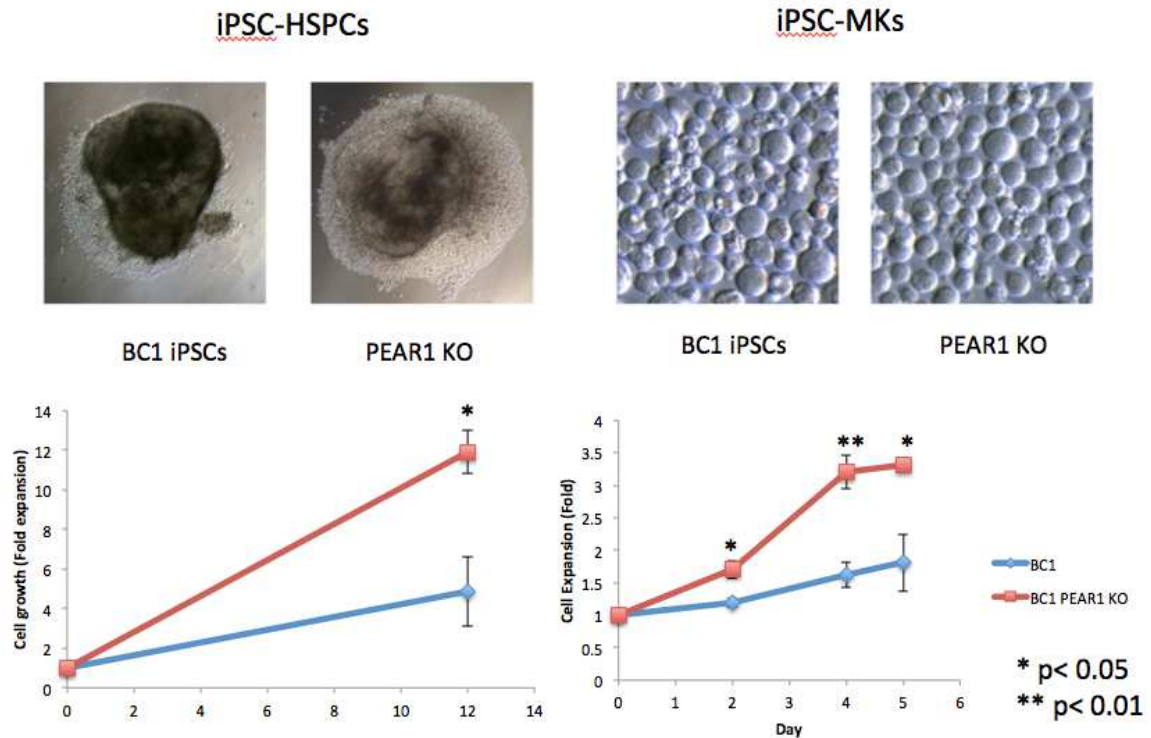 iPSC-HSPCs
iPSC-MKs
BC1 iPSCs
PEAR1 KO
BC1 iPSCs
PEAR1 KO
Cell growth (Fold expansion)
14
12
10
8
6
4
2
0
0 2 4 6 8 10 12 14
*
Cell Expansion (Fold)
4
3.5
3
2.5
2
1.5
1
0.5
0
0 1 2 3 4 5 6
Day
*
**
*
BC1
BC1 PEAR1 KO
* p< 0.05
** p< 0.01